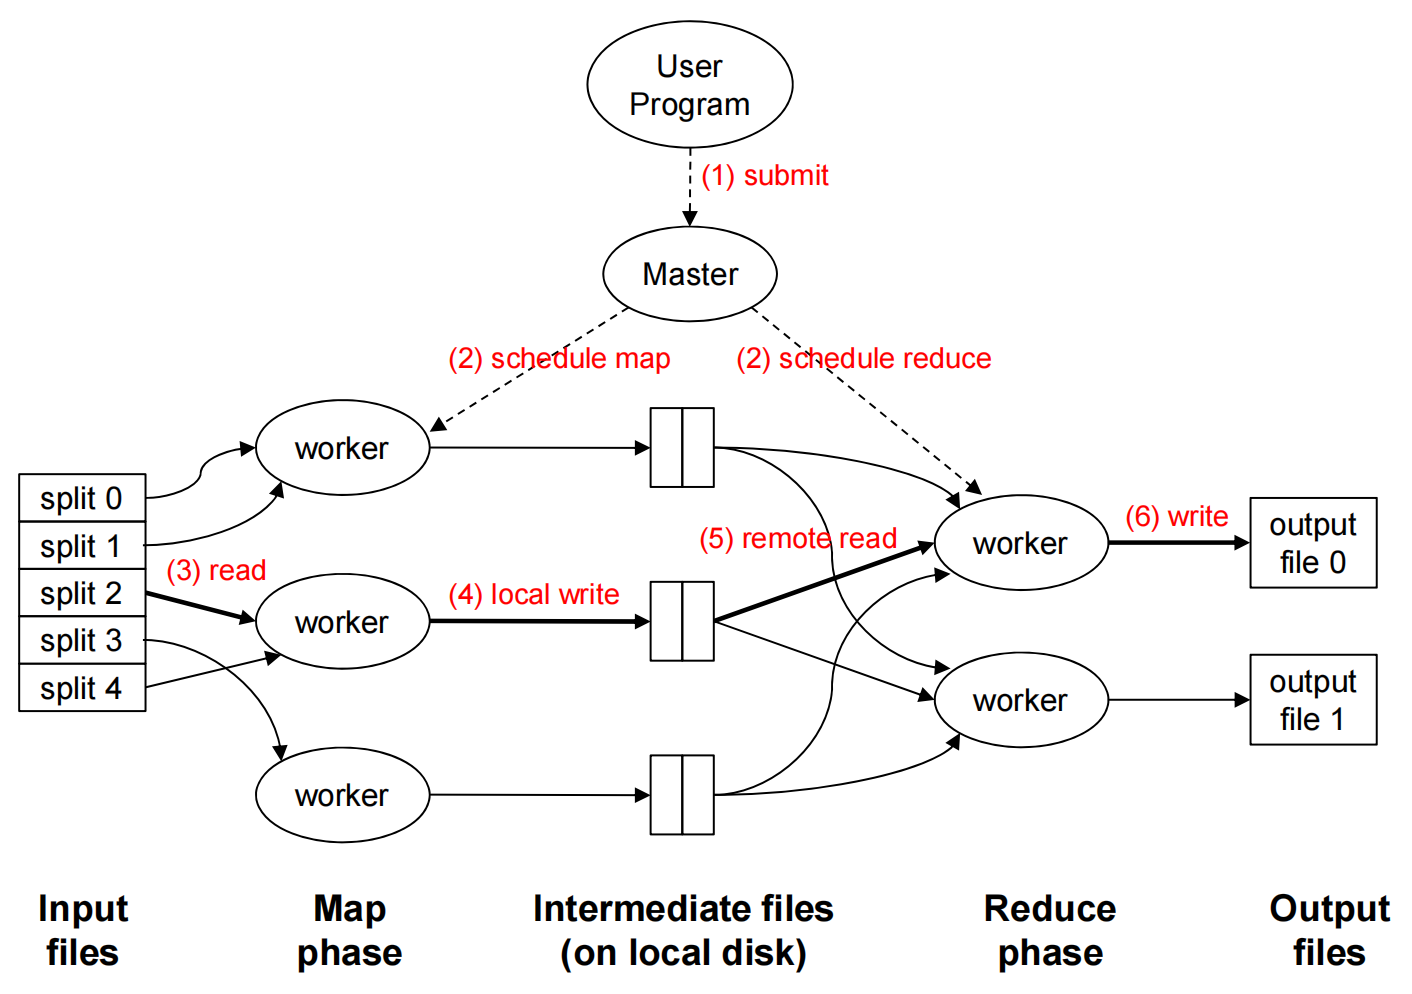 User
Program
(1) submit
Master
(2) schedule map
(2) schedule reduce
worker
split 0
split 1
split 2
split 3
split 4
(3) read
worker
(4) local write
worker
(5) remote read
worker
(6) write
output
file 0
worker
output
file 1
Input
files
Map
phase
Intermediate files
(on local disk)
Reduce
phase
Output
files